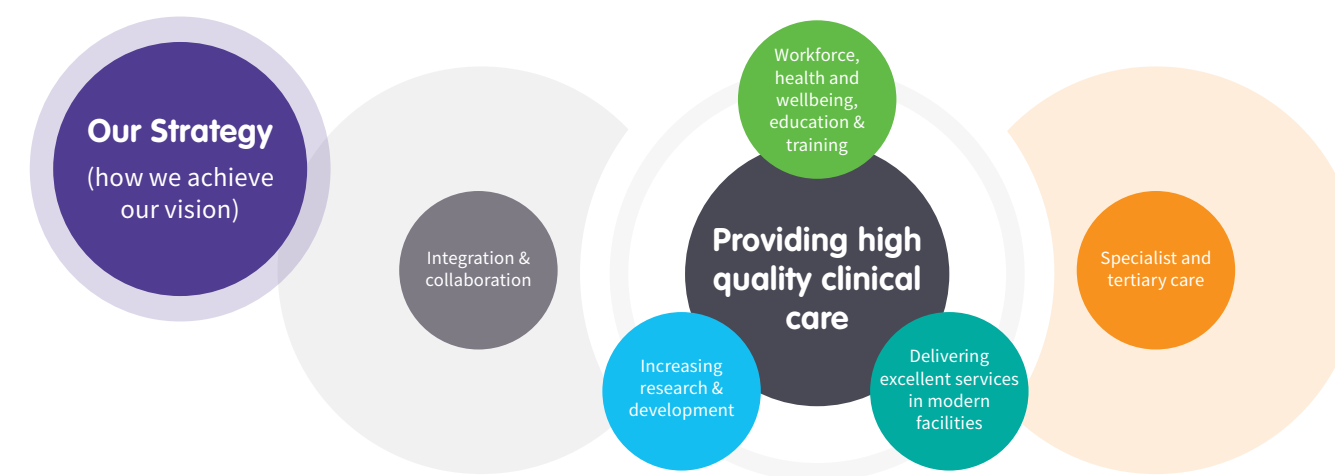 Our Strategy
(how we achieve
our vision)
Integration &
collaboration
Workforce,
health and
wellbeing,
education &
training
Providing high
quality clinical
care
Increasing
research &
development
Delivering
excellent services
in modern
facilities
Specialist and
tertiary care